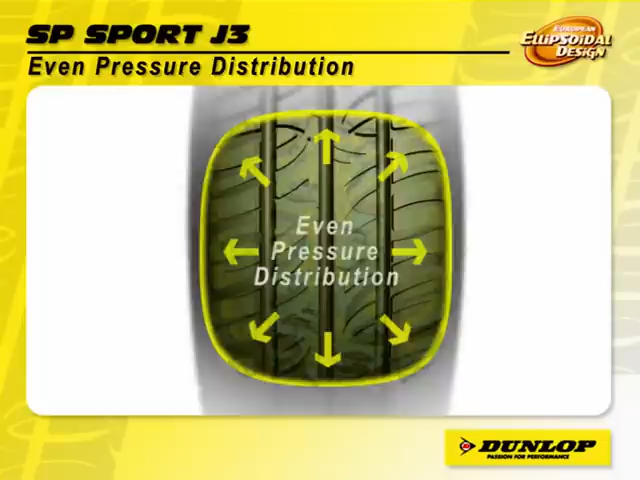 SP SPORT J3
Even Pressure Distribution
EUROPEAN
ELLIPSOIDAL
DESIGN
Even
Pressure
Distribution
DUNLOP
PASSION FOR PERFORMANCE